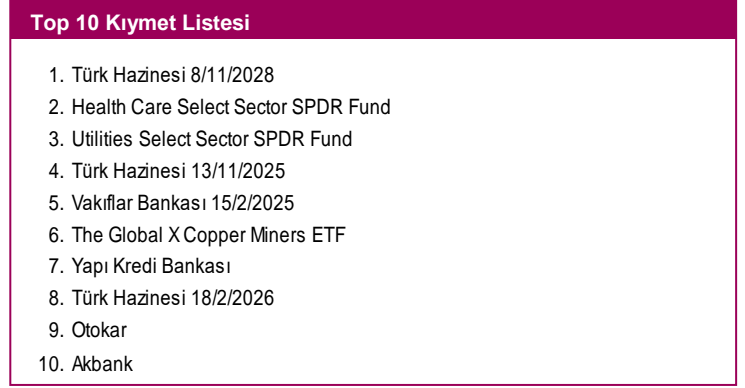 Top 10 Kıymet Listesi
1. Türk Hazinesi 8/11/2028
2. Health Care Select Sector SPDR Fund
3. Utilities Select Sector SPDR Fund
4. Türk Hazinesi 13/11/2025
5. Vakıflar Bankası 15/2/2025
6. The Global X Copper Miners ETF
7. Yapı Kredi Bankası
8. Türk Hazinesi 18/2/2026
9. Otokar
10. Akbank